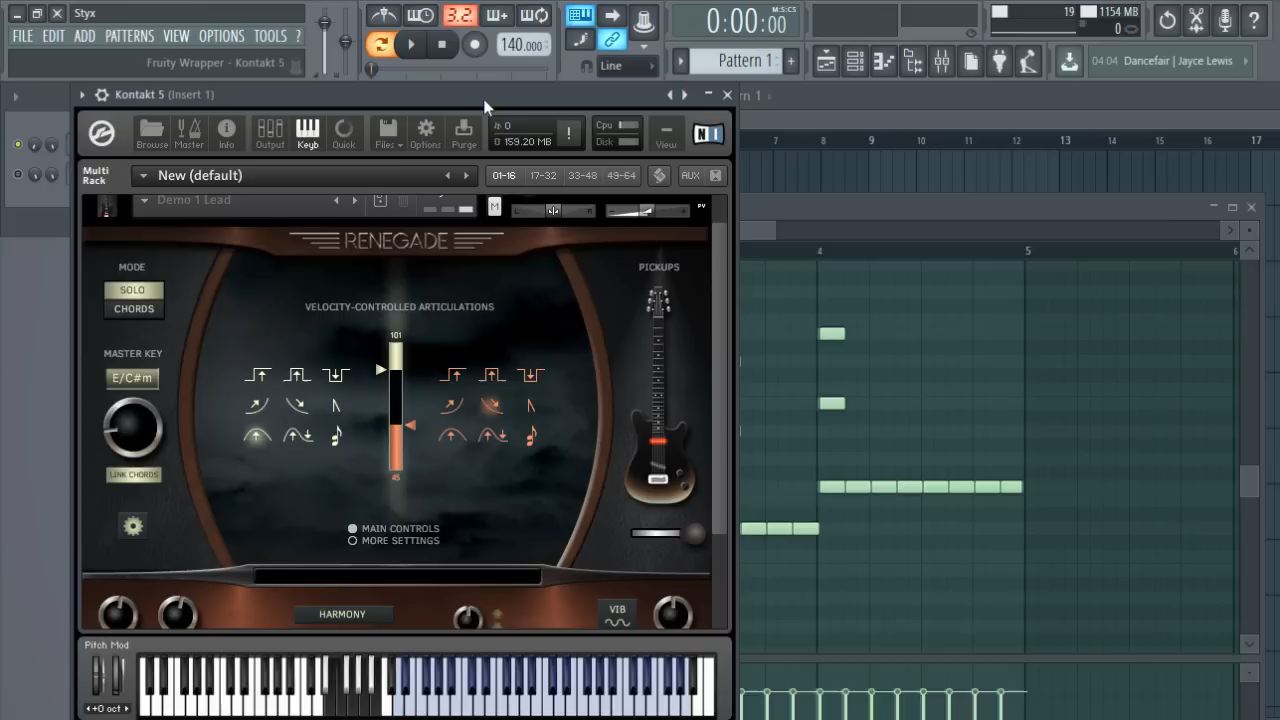 Styx
FILE EDIT ADD PATTERNS VIEW OPTIONS TOOLS ?
Fruity Wrapper - Kontakt 5
3.2.
140.000
Line
0:00:00
M:S:CS
Pattern 1
19
1154 MB
0
04:04 Dancefair | Jayce Lewis
Kontakt 5 (Insert 1)
rn 1
Browse Master Info Output Keyb Quick Files Options Purge
0
159.20 MB
!
Cpu
Disk
View
NI
Multi Rack
New (default)
01-16 17-32 33-48 49-64
AUX
Demo 1 Lead
M
L
R
PV
RENEGADE
MODE
SOLO
CHORDS
MASTER KEY
E/C#m
LINK CHORDS
VELOCITY-CONTROLLED ARTICULATIONS
101
45
MAIN CONTROLS
MORE SETTINGS
PICKUPS
HARMONY
VIB
Pitch Mod
+0 oct
7 8 9 10 11 12 13 14 15 16 17
4 5 6